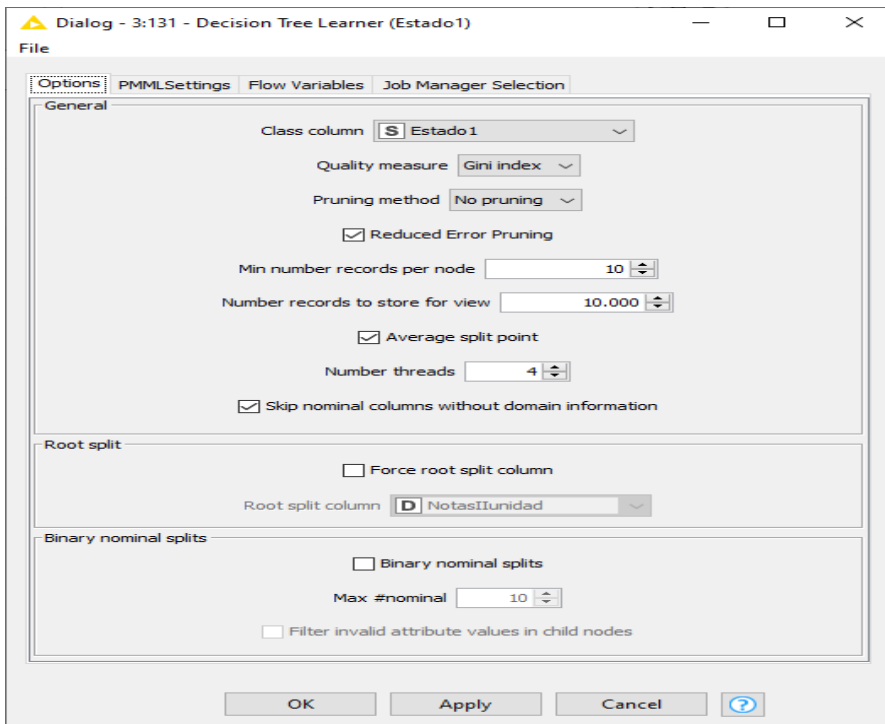 Dialog - 3:131 - Decision Tree Learner (Estado1)
File
Options PMMLSettings Flow Variables Job Manager Selection
General
Class column S Estado1
Quality measure Gini index
Pruning method No pruning
Reduced Error Pruning
Min number records per node 10
Number records to store for view 10.000
Average split point
Number threads 4
Skip nominal columns without domain information
Root split
Force root split column
Root split column D NotasIIunidad
Binary nominal splits
Binary nominal splits
Max #nominal 10
Filter invalid attribute values in child nodes
OK Apply Cancel ?